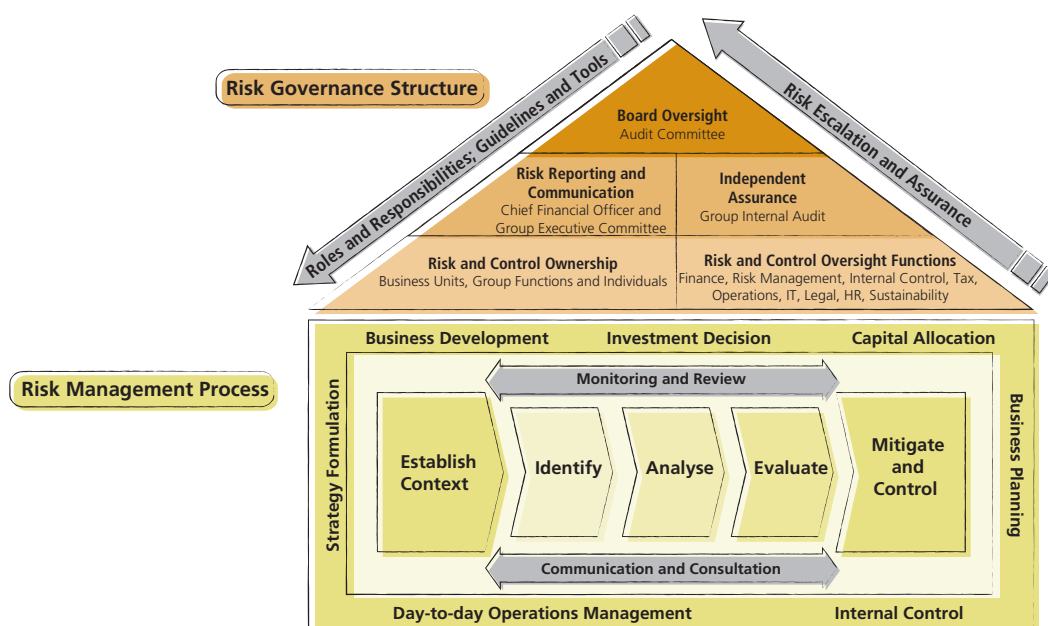 Risk Governance Structure
Roles and Responsibilities; Guidelines and Tools
Risk Escalation and Assurance
Board Oversight
Audit Committee
Risk Reporting and
Communication
Chief Financial Officer and
Group Executive Committee
Independent
Assurance
Group Internal Audit
Risk and Control Ownership
Business Units, Group Functions and Individuals
Risk and Control Oversight Functions
Finance, Risk Management, Internal Control, Tax,
Operations, IT, Legal, HR, Sustainability
Risk Management Process
Business Development
Investment Decision
Capital Allocation
Strategy Formulation
Monitoring and Review
Establish
Context
Identify
Analyse
Evaluate
Mitigate
and
Control
Business Planning
Communication and Consultation
Day-to-day Operations Management
Internal Control